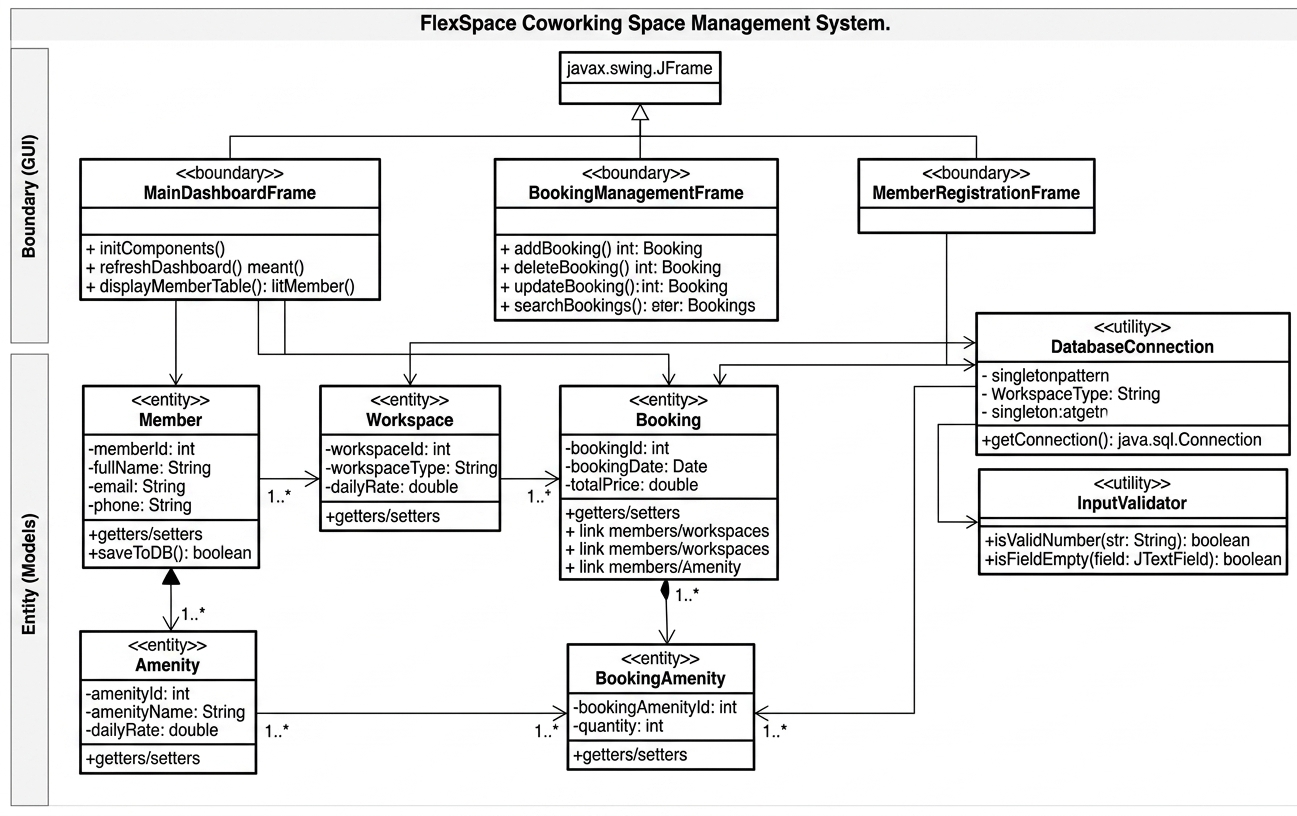 FlexSpace Coworking Space Management System.
Boundary (GUI)
javax.swing.JFrame
<<boundary>>
MainDashboardFrame
+ initComponents()
+ refreshDashboard() meant()
+ displayMemberTable(): litMember()
<<boundary>>
BookingManagementFrame
+ addBooking() int: Booking
+ deleteBooking() int: Booking
+ updateBooking():int: Booking
+ searchBookings(): eter: Bookings
<<boundary>>
MemberRegistrationFrame
<<utility>>
DatabaseConnection
- singletonpattern
- WorkspaceType: String
- singleton:atgetn
+getConnection(): java.sql.Connection
<<utility>>
InputValidator
+isValidNumber(str: String): boolean
+isFieldEmpty(field: JTextField): boolean
Entity (Models)
<<entity>>
Member
-memberId: int
-fullName: String
-email: String
-phone: String
+getters/setters
+saveToDB(): boolean
1..*
<<entity>>
Workspace
-workspaceId: int
-workspaceType: String
-dailyRate: double
+getters/setters
1..*
<<entity>>
Booking
-bookingId: int
-bookingDate: Date
-totalPrice: double
+getters/setters
+ link members/workspaces
+ link members/workspaces
+ link members/Amenity
1..*
1..*
<<entity>>
Amenity
-amenityId: int
-amenityName: String
-dailyRate: double
+getters/setters
1..*
1..*
<<entity>>
BookingAmenity
-bookingAmenityId: int
-quantity: int
+getters/setters
1..*